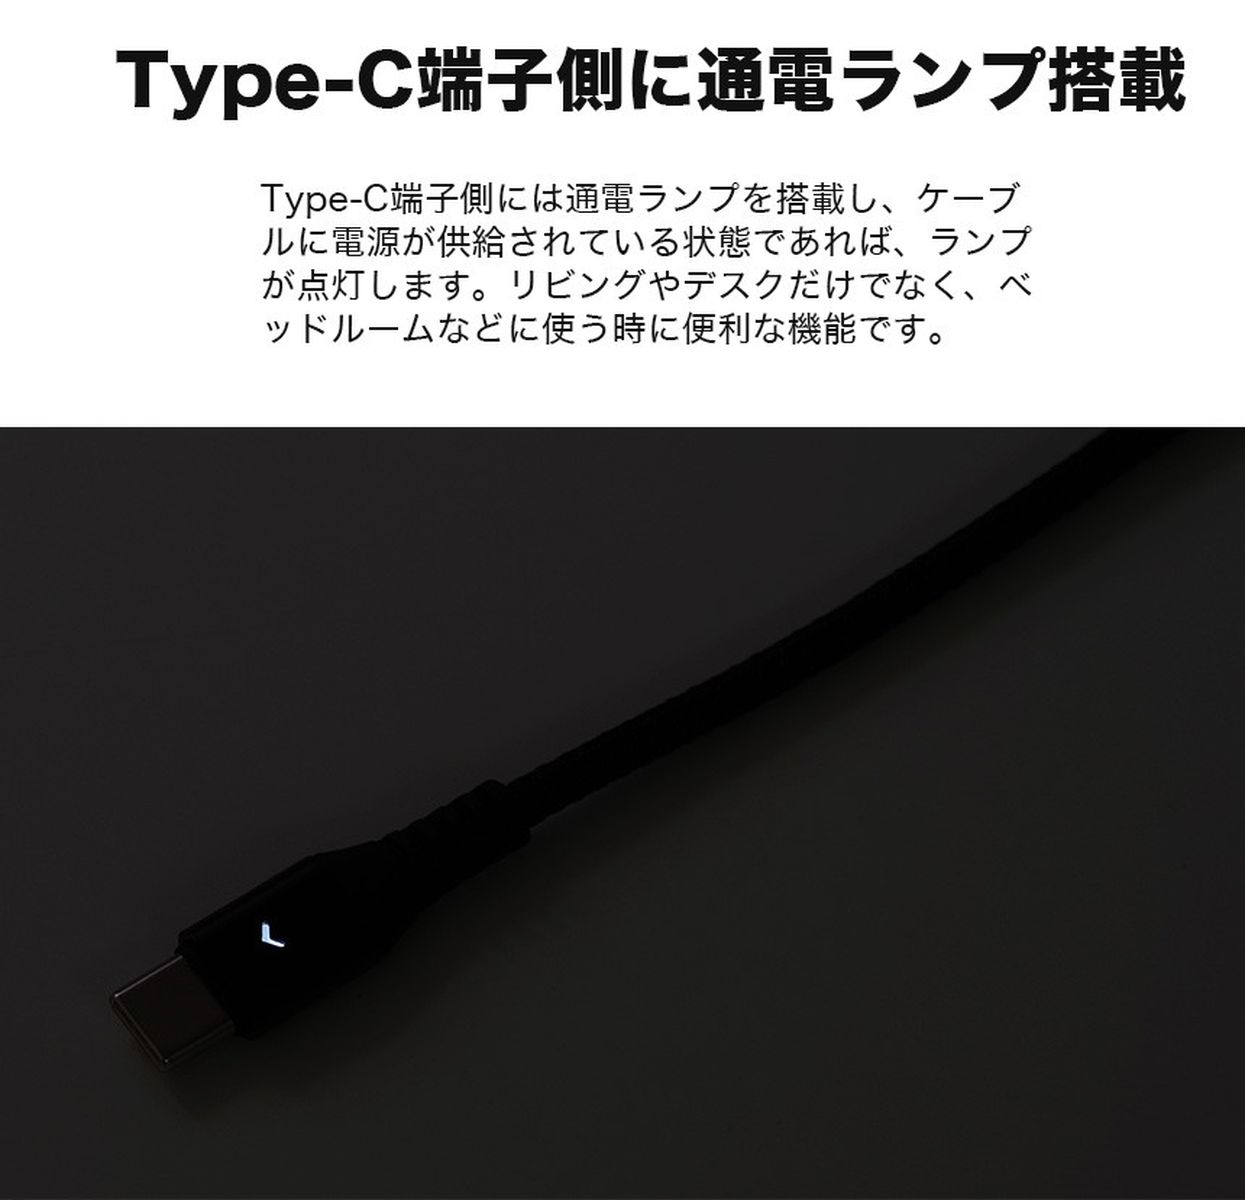 Type-C端子側に通電ランプ搭載
Type-C端子側には通電ランプを搭載し、ケーブ
ルに電源が供給されている状態であれば、ランプ
が点灯します。リビングやデスクだけでなく、ベ
ッドルームなどに使う時に便利な機能です。